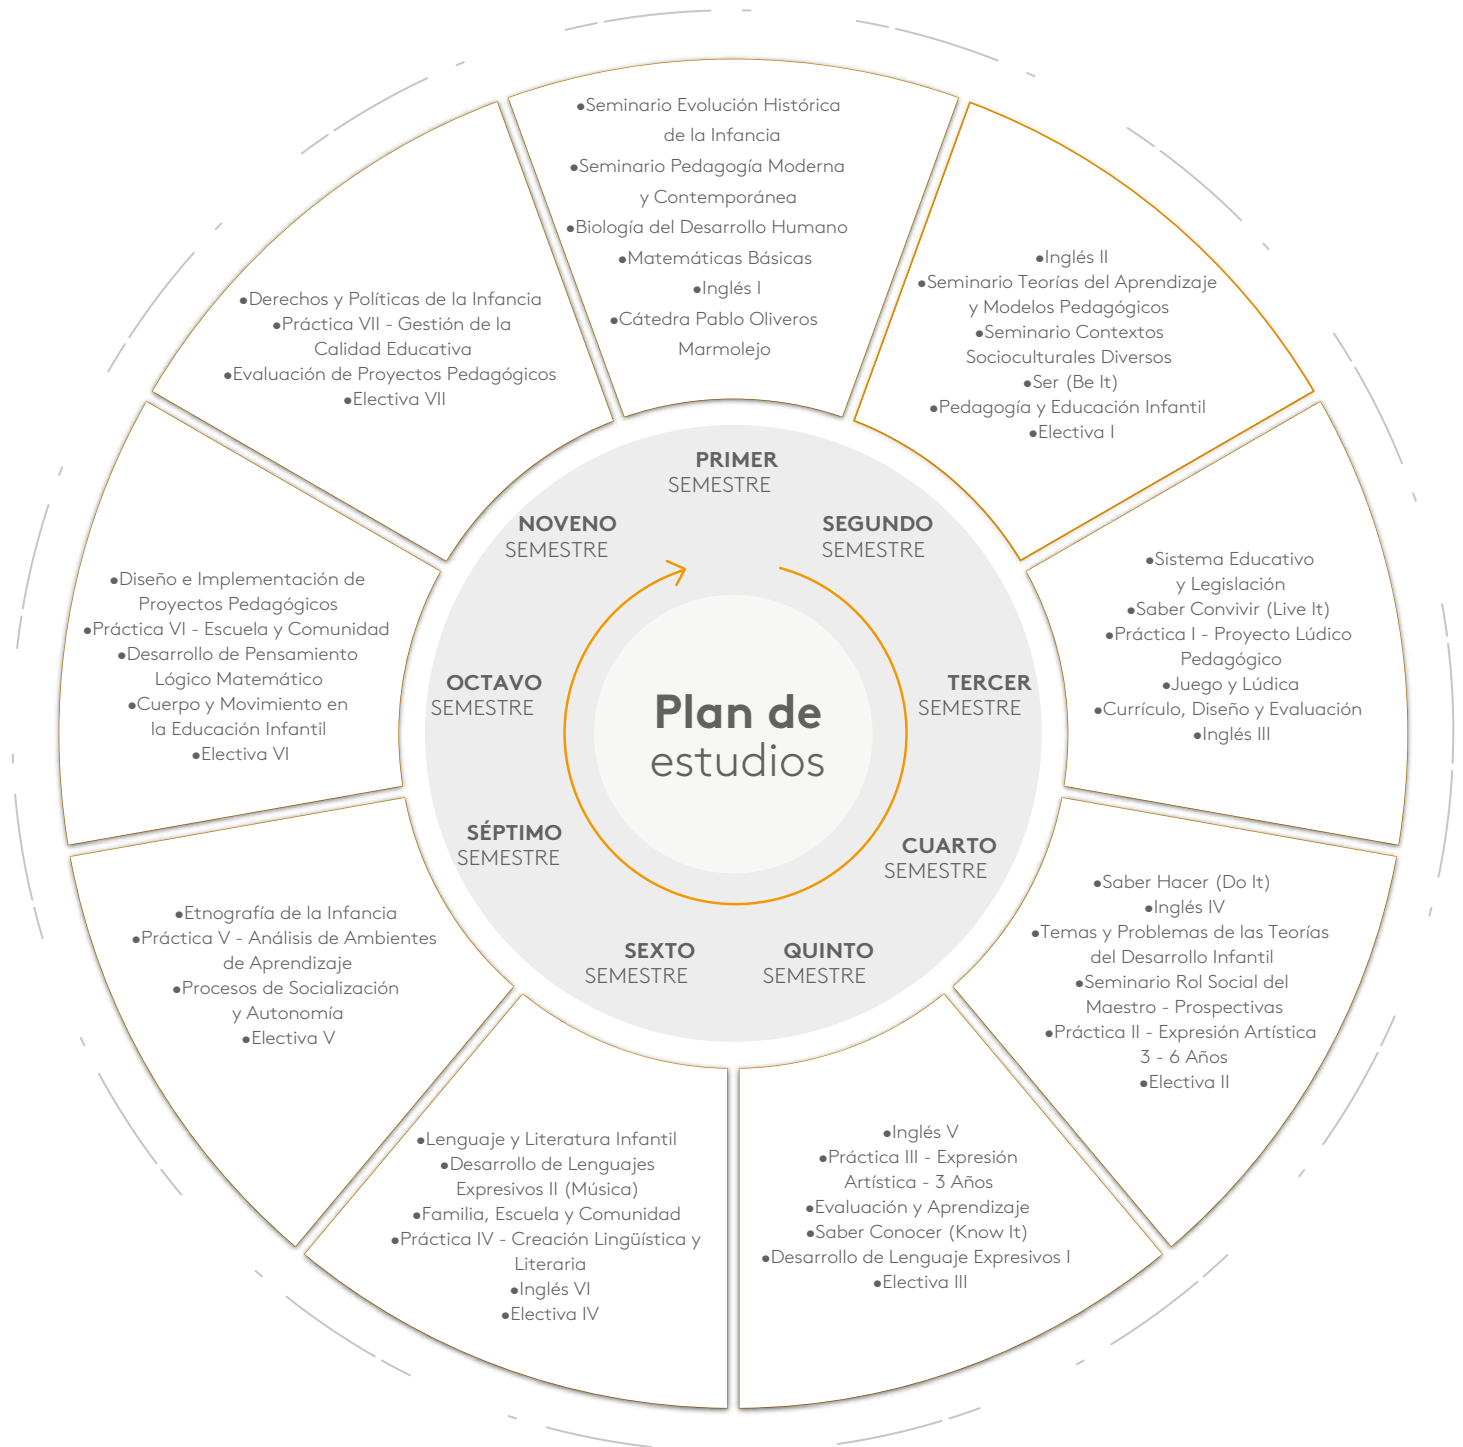 Plan de
estudios
PRIMER
SEMESTRE
●Seminario Evolución Histórica
de la Infancia
●Seminario Pedagogía Moderna
y Contemporánea
●Biología del Desarrollo Humano
●Matemáticas Básicas
●Inglés I
●Cátedra Pablo Oliveros
Marmolejo
SEGUNDO
SEMESTRE
●Inglés II
●Seminario Teorías del Aprendizaje
y Modelos Pedagógicos
●Seminario Contextos
Socioculturales Diversos
●Ser (Be It)
●Pedagogía y Educación Infantil
●Electiva I
TERCER
SEMESTRE
●Sistema Educativo
y Legislación
●Saber Convivir (Live It)
●Práctica I - Proyecto Lúdico
Pedagógico
●Juego y Lúdica
●Currículo, Diseño y Evaluación
●Inglés III
CUARTO
SEMESTRE
●Saber Hacer (Do It)
●Inglés IV
●Temas y Problemas de las Teorías
del Desarrollo Infantil
●Seminario Rol Social del
Maestro - Prospectivas
●Práctica II - Expresión Artística
3 - 6 Años
●Electiva II
QUINTO
SEMESTRE
●Inglés V
●Práctica III - Expresión
Artística - 3 Años
●Evaluación y Aprendizaje
●Saber Conocer (Know It)
●Desarrollo de Lenguaje Expresivos I
●Electiva III
SEXTO
SEMESTRE
●Lenguaje y Literatura Infantil
●Desarrollo de Lenguajes
Expresivos II (Música)
●Familia, Escuela y Comunidad
●Práctica IV - Creación Lingüística y
Literaria
●Inglés VI
●Electiva IV
SÉPTIMO
SEMESTRE
●Etnografía de la Infancia
●Práctica V - Análisis de Ambientes
de Aprendizaje
●Procesos de Socialización
y Autonomía
●Electiva V
OCTAVO
SEMESTRE
●Diseño e Implementación de
Proyectos Pedagógicos
●Práctica VI - Escuela y Comunidad
●Desarrollo de Pensamiento
Lógico Matemático
●Cuerpo y Movimiento en
la Educación Infantil
●Electiva VI
NOVENO
SEMESTRE
●Derechos y Políticas de la Infancia
●Práctica VII - Gestión de la
Calidad Educativa
●Evaluación de Proyectos Pedagógicos
●Electiva VII